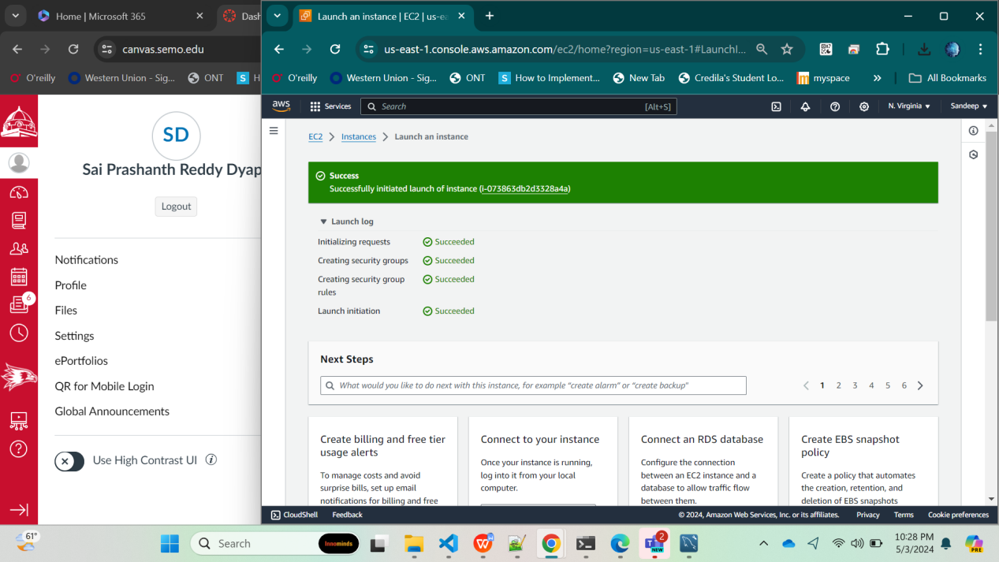 Home | Microsoft 365
Dash
Launch an instance | EC2 | us-ea
canvas.semo.edu
us-east-1.console.aws.amazon.com/ec2/home?region=us-east-1#LaunchI...
O'reilly
Western Union - Sig...
ONT
S
H
O'reilly
Western Union - Sig...
ONT
S
How to Implement...
New Tab
Credila's Student Lo...
myspace
All Bookmarks
aws
Services
Search
[Alt+S]
N. Virginia
Sandeep
SD
Sai Prashanth Reddy Dyap
Logout
Notifications
Profile
Files
Settings
ePortfolios
QR for Mobile Login
Global Announcements
Use High Contrast UI
6
EC2
Instances
Launch an instance
Success
Successfully initiated launch of instance (i-073863db2d3328a4a)
Launch log
Initializing requests
Succeeded
Creating security groups
Succeeded
Creating security group
rules
Succeeded
Launch initiation
Succeeded
Next Steps
What would you like to do next with this instance, for example “create alarm” or “create backup”
1 2 3 4 5 6
Create billing and free tier
usage alerts
To manage costs and avoid
surprise bills, set up email
notifications for billing and free
Connect to your instance
Once your instance is running,
log into it from your local
computer.
Connect an RDS database
Configure the connection
between an EC2 instance and a
database to allow traffic flow
between them.
Create EBS snapshot
policy
Create a policy that automates
the creation, retention, and
deletion of EBS snapshots
CloudShell
Feedback
© 2024, Amazon Web Services, Inc. or its affiliates.
Privacy
Terms
Cookie preferences
61°
Search
Innominds
NEW
2
10:28 PM
5/3/2024
PRE